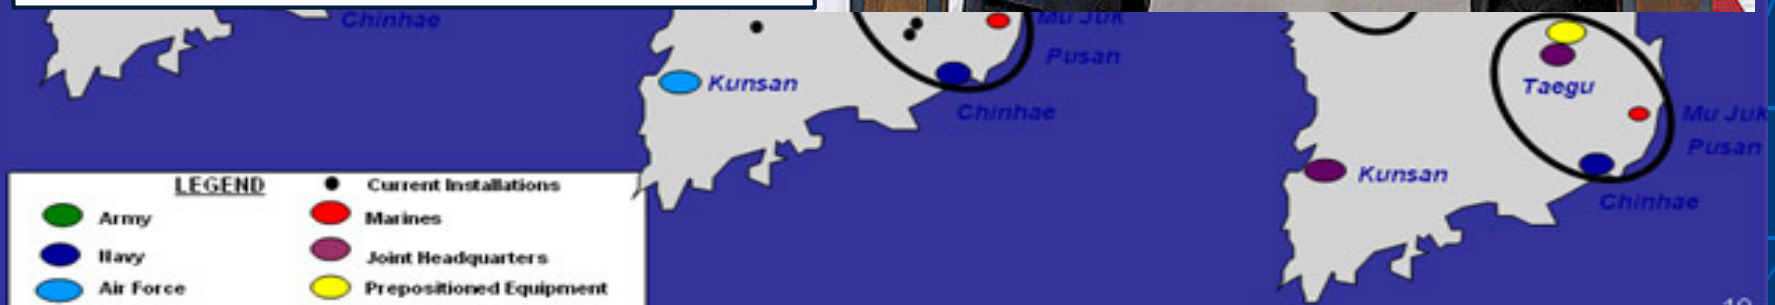 Chinhae
Mu Juk
Pusan
Kunsan
Chinhae
Taegu
Mu Juk
Pusan
Kunsan
Chinhae
LEGEND
Current Installations
Army
Marines
Navy
Joint Headquarters
Air Force
Prepositioned Equipment